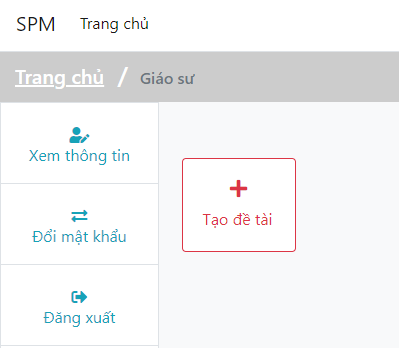 SPM Trang chủ
Trang chủ / Giáo sư
Xem thông tin
Tạo đề tài
Đổi mật khẩu
Đăng xuất